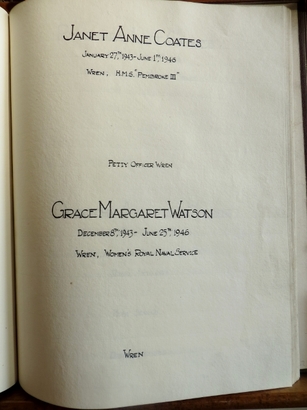 JANET ANNE COATES
JANUARY 27TH 1943 - JUNE 1ST 1946
WREN, H.M.S. "PEMBROKE III"
PETTY OFFICER WREN
GRACE MARGARET WATSON
DECEMBER 8TH 1943 - JUNE 25TH 1946
WREN, WOMEN'S ROYAL NAVAL SERVICE
WREN